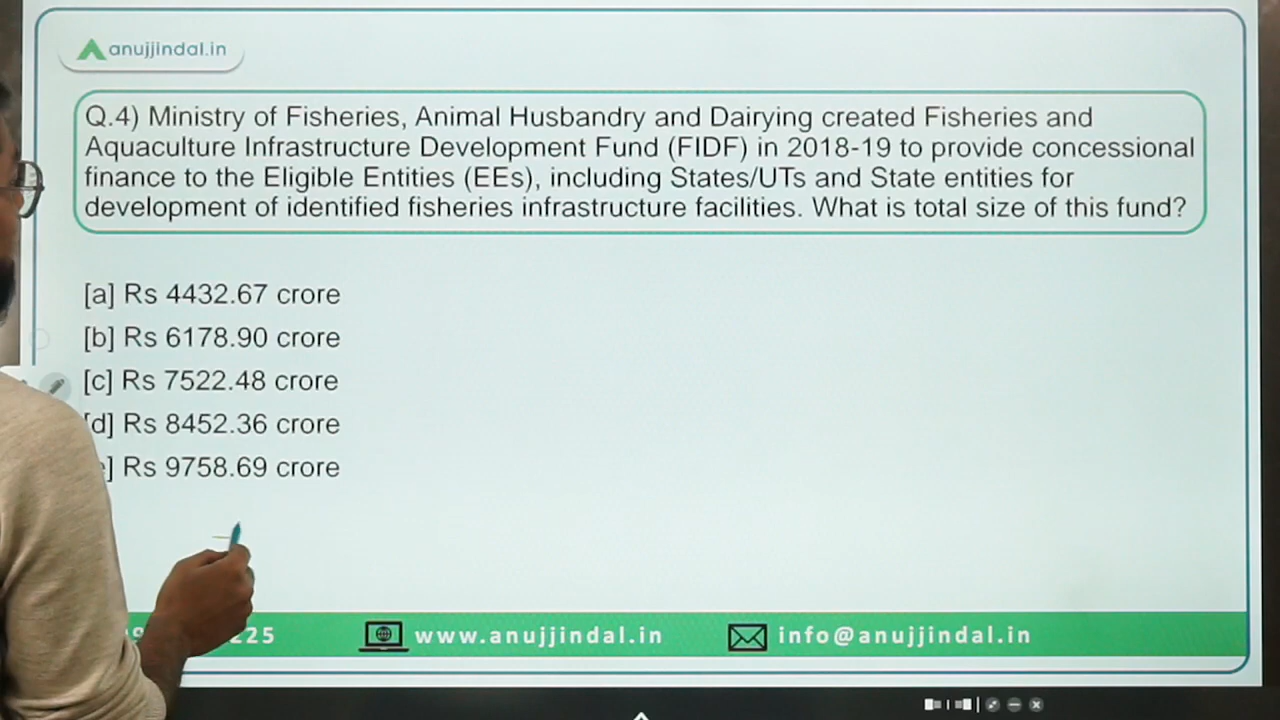 anujjindal.in
Q.4) Ministry of Fisheries, Animal Husbandry and Dairying created Fisheries and
Aquaculture Infrastructure Development Fund (FIDF) in 2018-19 to provide concessional
finance to the Eligible Entities (EEs), including States/UTs and State entities for
development of identified fisheries infrastructure facilities. What is total size of this fund?
[a] Rs 4432.67 crore
[b] Rs 6178.90 crore
[c] Rs 7522.48 crore
d] Rs 8452.36 crore
] Rs 9758.69 crore
225 www.anujjindal.in info@anujjindal.in